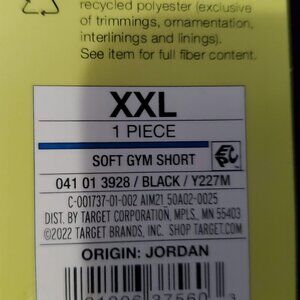 recycled polyester (exclusive
of trimmings, ornamentation,
interlinings and linings).
See item for full fiber content.
XXL
1 PIECE
SOFT GYM SHORT
041 01 3928 / BLACK / Y227M
C-001737-01-002 AIM21_50A02-0025
DIST. BY TARGET CORPORATION, MPLS., MN 55403
©2022 TARGET BRANDS, INC. SHOP TARGET.COM
ORIGIN: JORDAN